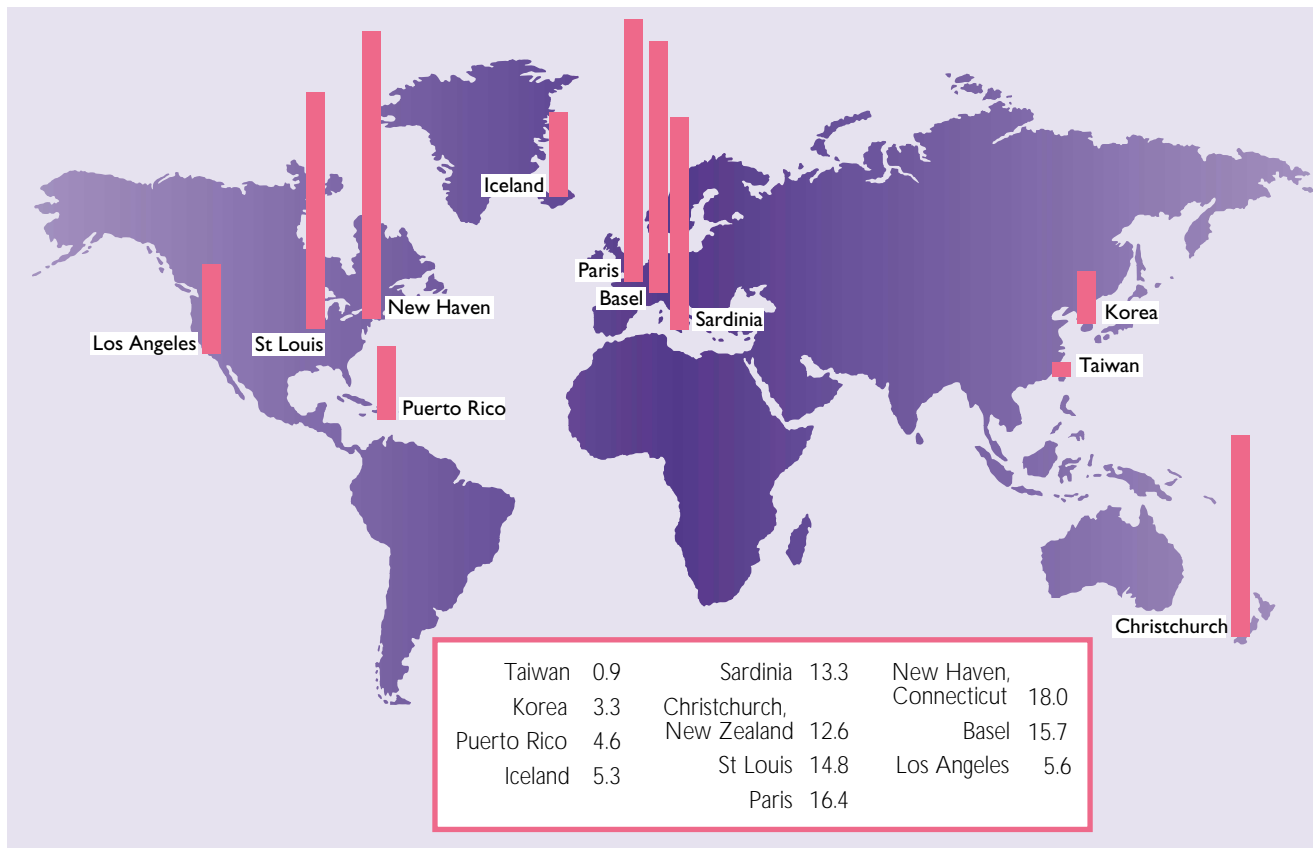 Iceland
Paris
Basel
Sardinia
New Haven
Los Angeles
St Louis
Puerto Rico
Korea
Taiwan
Christchurch
Taiwan 0.9
Korea 3.3
Puerto Rico 4.6
Iceland 5.3
Sardinia 13.3
Christchurch,
New Zealand 12.6
St Louis 14.8
Paris 16.4
New Haven,
Connecticut 18.0
Basel 15.7
Los Angeles 5.6